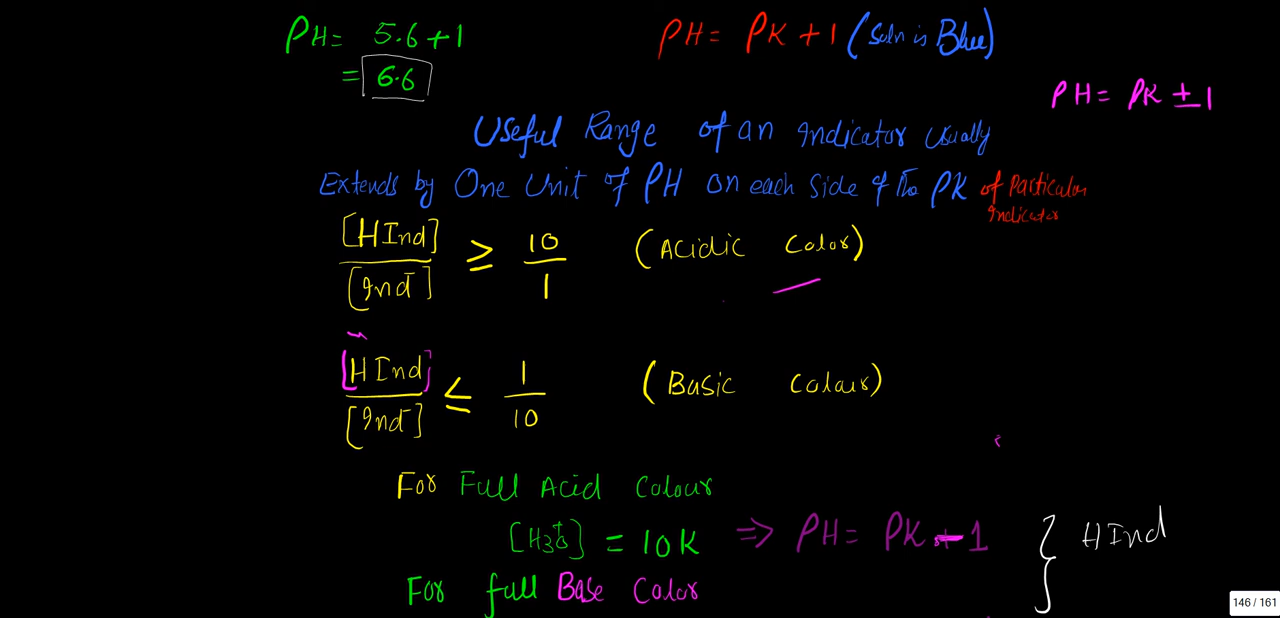 PH = 5.6 + 1
= 6.6
PH = PK + 1 (Soln is Blue)
PH = PK ± 1
Useful Range of an indicator usually
Extends by One Unit of PH on each Side of the PK of Particular
indicator
[HInd] / [Ind⁻] ≥ 10 / 1 (Acidic Color)
[HInd] / [Ind⁻] ≤ 1 / 10 (Basic Colour)
For Full Acid Colour
[H3O⁺] = 10K ⇒ PH = PK - 1
HInd
For full Base Color
146 / 161